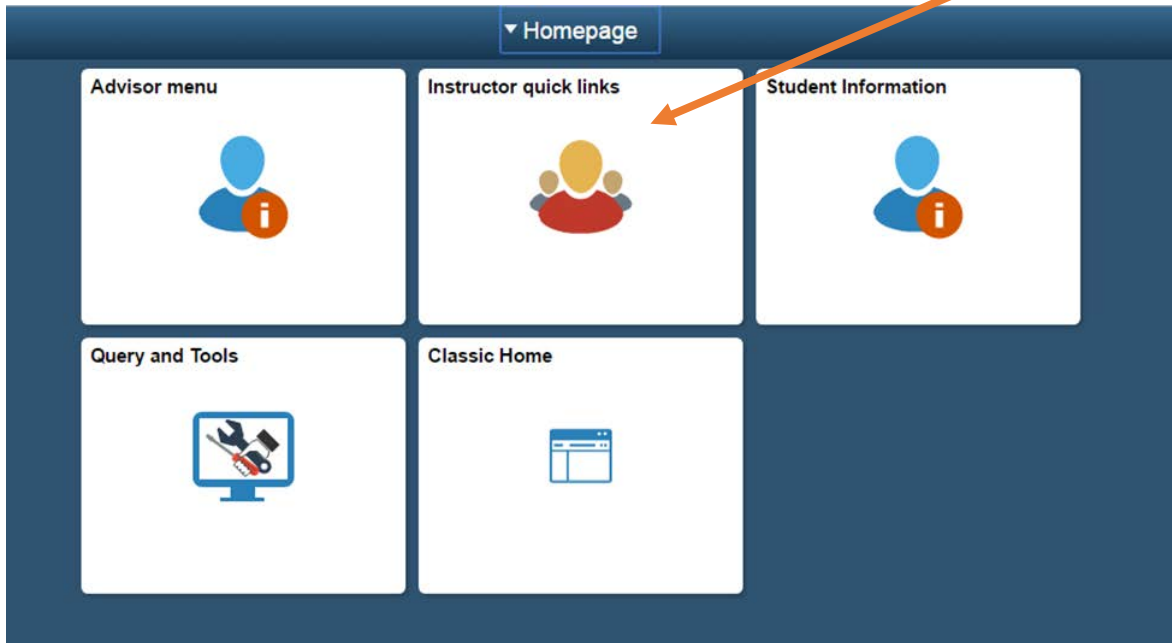 Homepage
Advisor menu
Instructor quick links
Student Information
i
i
Query and Tools
Classic Home